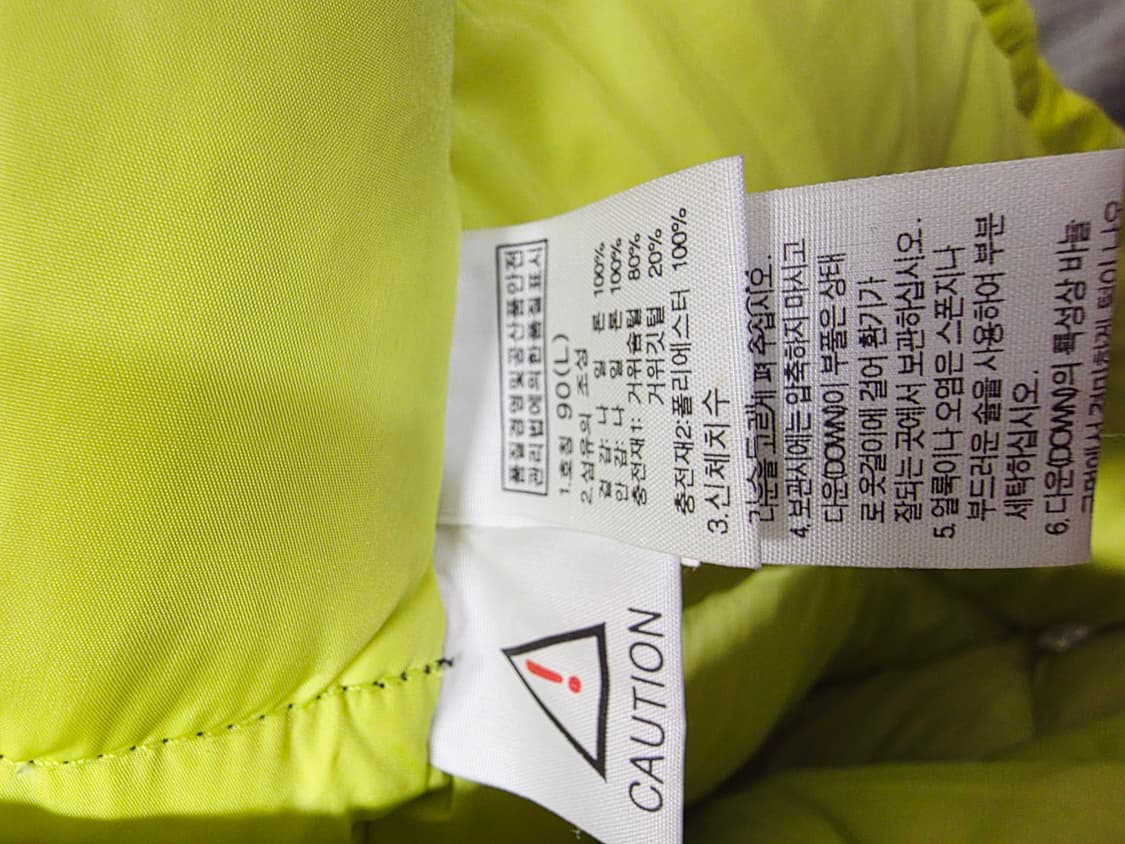 품질경영및공산품안전
관리법에의한품질표시
1.호칭 90(L)
2.섬유의 조성
겉 감: 나 일 론 100%
안 감: 나 일 론 100%
충전재1: 거위솜털 80%
거위깃털 20%
충전재2:폴리에스터 100%
3.신체치수
펴 주십시오.
4.보관시에는 압축하지 마시고
다운(DOWN)이 부풀은 상태
로 옷걸이에 걸어 환기가
잘되는 곳에서 보관하십시오.
5.얼룩이나 오염은 스폰지나
부드러운 솔을 사용하여 부분
세탁하십시오.
6.다운(DOWN)의 특성상 바늘
CAUTION